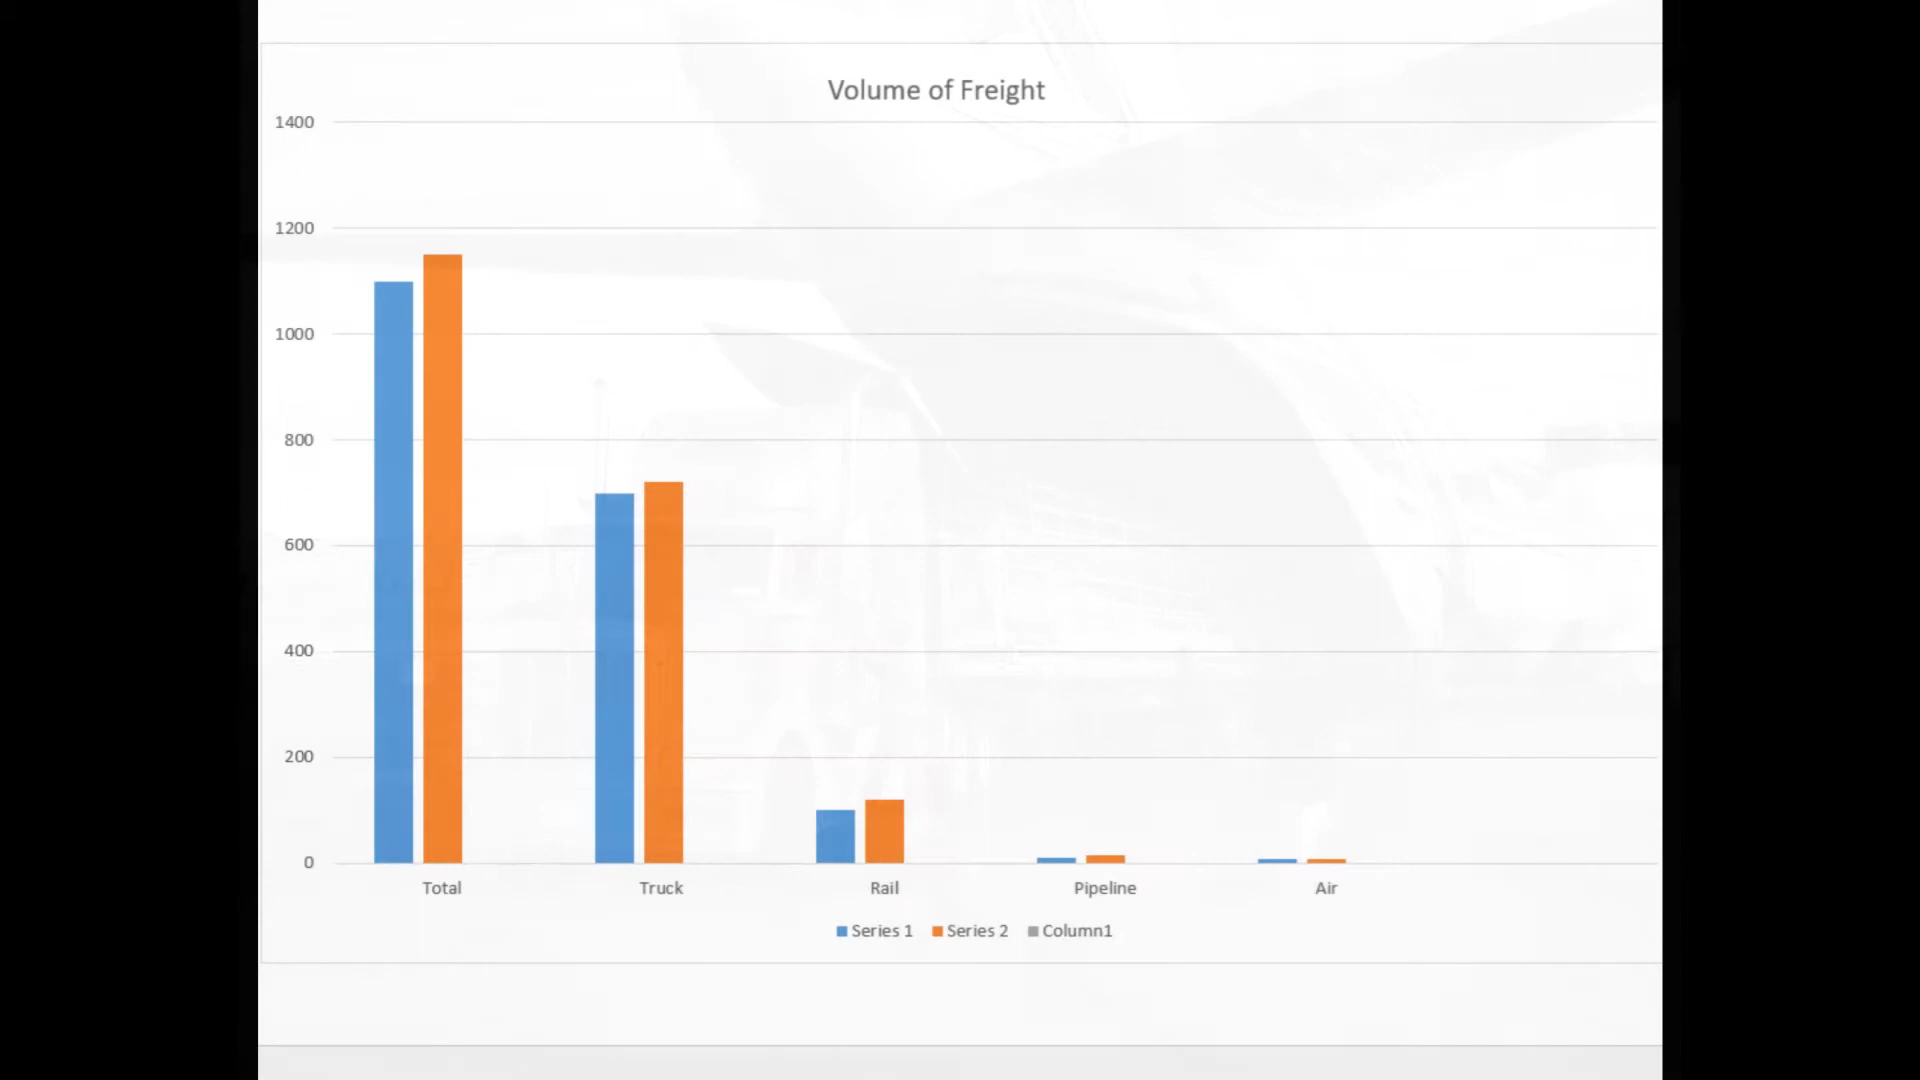 Volume of Freight
1400
1200
1000
800
600
400
200
0
Total Truck Rail Pipeline Air
Series 1 Series 2 Column1